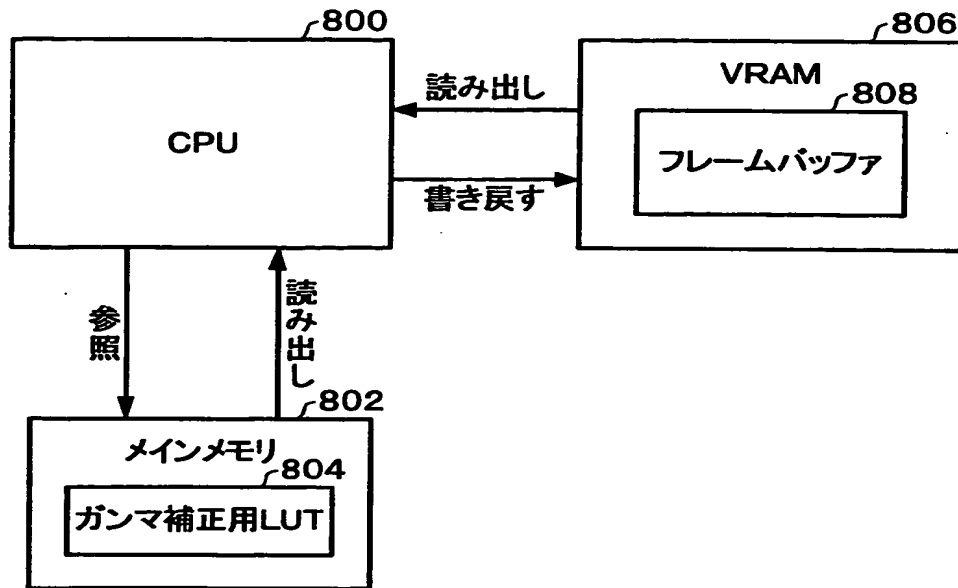 800
CPU
読み出し
書き戻す
806
VRAM
808
フレームバッファ
参照
読み出し
802
メインメモリ
804
ガンマ補正用LUT